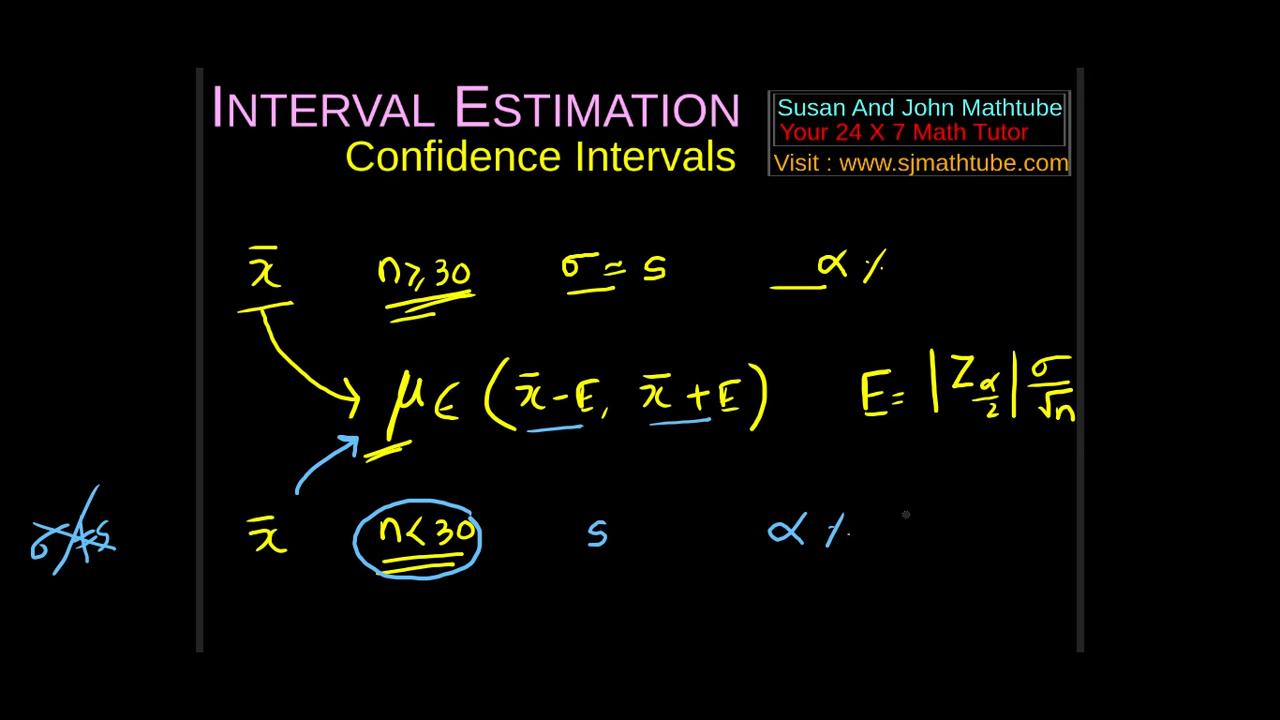 INTERVAL ESTIMATION
Confidence Intervals
Susan And John Mathtube
Your 24 X 7 Math Tutor
Visit : www.sjmathtube.com
x̄ n≥30 σ≈s α%
μ∈(x̄-E, x̄+E) E=|Zα/2|σ/√n
x̄ n<30 s α%